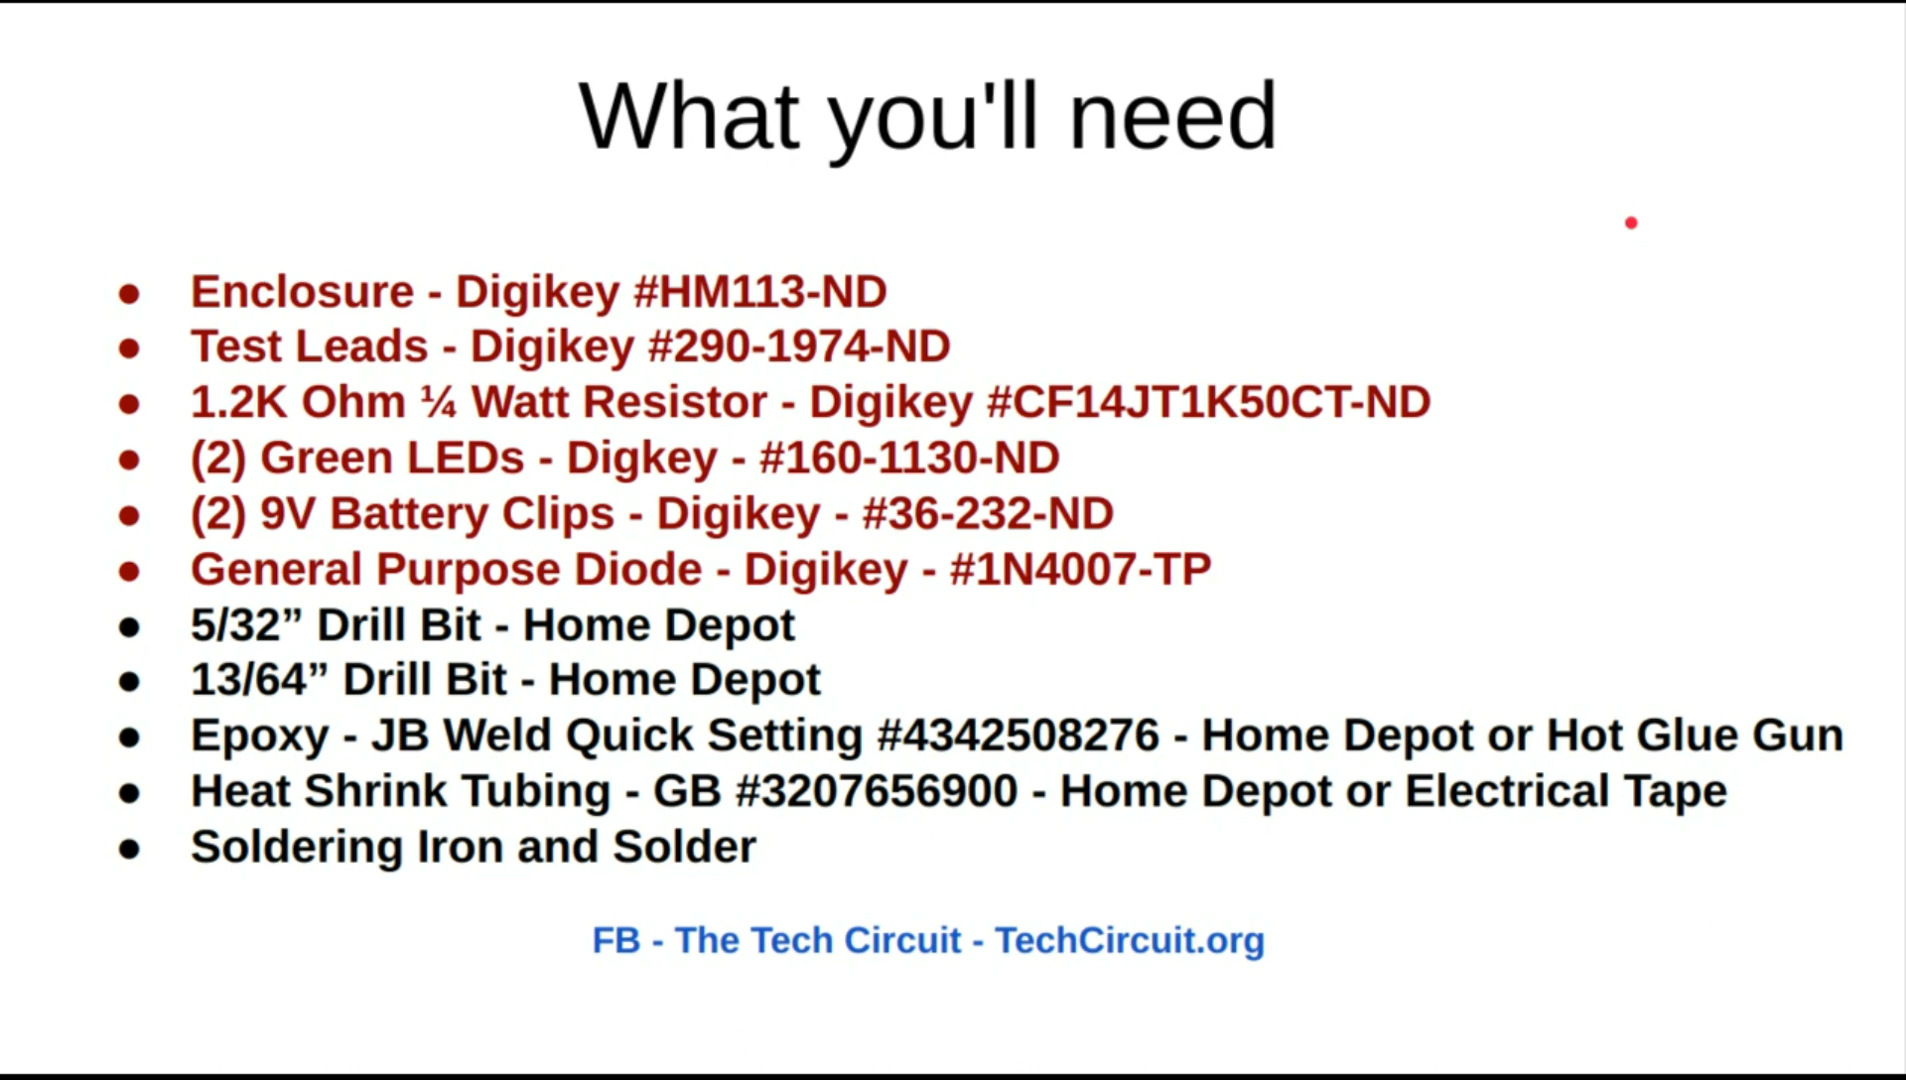 What you'll need
● Enclosure - Digikey #HM113-ND
● Test Leads - Digikey #290-1974-ND
● 1.2K Ohm ¼ Watt Resistor - Digikey #CF14JT1K50CT-ND
● (2) Green LEDs - Digkey - #160-1130-ND
● (2) 9V Battery Clips - Digikey - #36-232-ND
● General Purpose Diode - Digikey - #1N4007-TP
● 5/32” Drill Bit - Home Depot
● 13/64” Drill Bit - Home Depot
● Epoxy - JB Weld Quick Setting #4342508276 - Home Depot or Hot Glue Gun
● Heat Shrink Tubing - GB #3207656900 - Home Depot or Electrical Tape
● Soldering Iron and Solder
FB - The Tech Circuit - TechCircuit.org